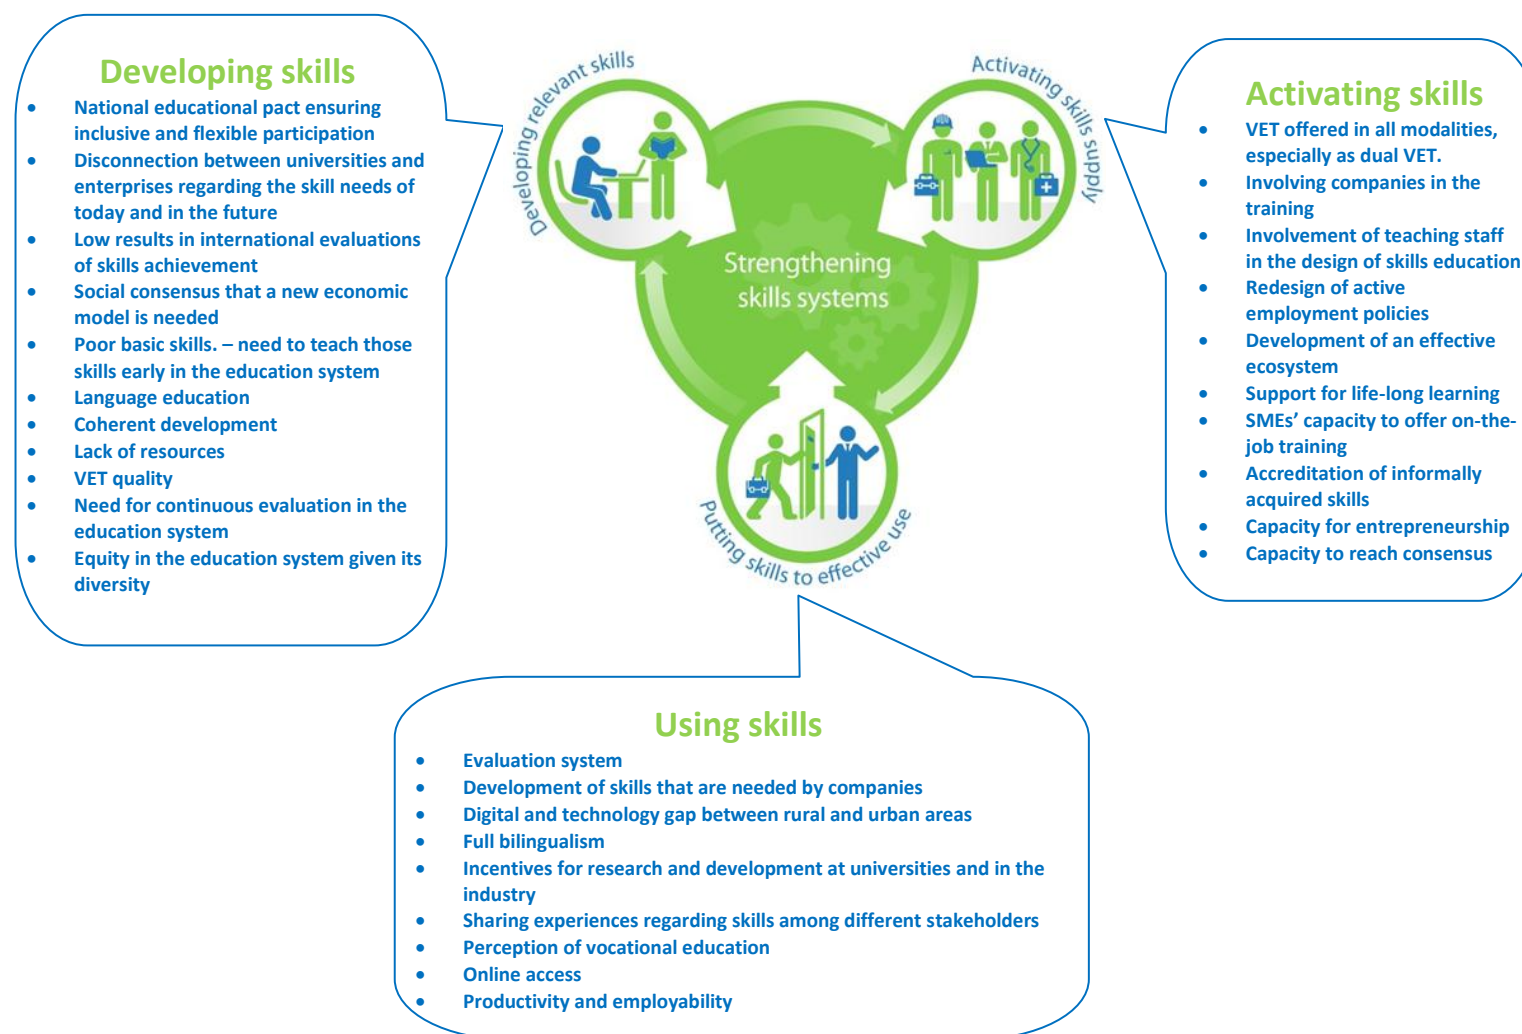 Developing skills
• National educational pact ensuring
inclusive and flexible participation
• Disconnection between universities and
enterprises regarding the skill needs of
today and in the future
• Low results in international evaluations
of skills achievement
• Social consensus that a new economic
model is needed
• Poor basic skills. – need to teach those
skills early in the education system
• Language education
• Coherent development
• Lack of resources
• VET quality
• Need for continuous evaluation in the
education system
• Equity in the education system given its
diversity
Developing relevant skills
Activating skills supply
Strengthening
skills systems
Putting skills to effective use
Activating skills
• VET offered in all modalities,
especially as dual VET.
• Involving companies in the
training
• Involvement of teaching staff
in the design of skills education
• Redesign of active
employment policies
• Development of an effective
ecosystem
• Support for life-long learning
• SMEs’ capacity to offer on-the-
job training
• Accreditation of informally
acquired skills
• Capacity for entrepreneurship
• Capacity to reach consensus
Using skills
• Evaluation system
• Development of skills that are needed by companies
• Digital and technology gap between rural and urban areas
• Full bilingualism
• Incentives for research and development at universities and in the
industry
• Sharing experiences regarding skills among different stakeholders
• Perception of vocational education
• Online access
• Productivity and employability